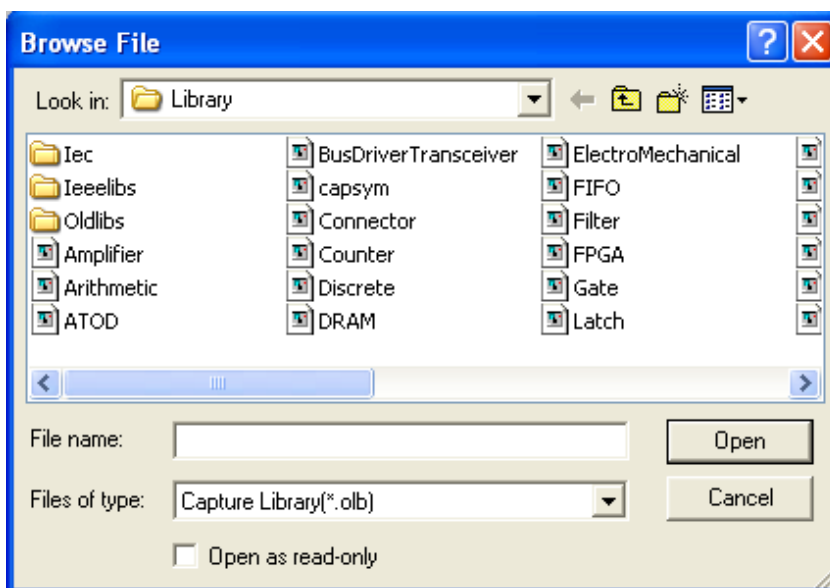 Browse File
Look in: Library
Iec
Ieeelibs
Oldlibs
Amplifier
Arithmetic
ATOD
BusDriverTransceiver
capsym
Connector
Counter
Discrete
DRAM
ElectroMechanical
FIFO
Filter
FPGA
Gate
Latch
File name:
Open
Files of type: Capture Library(*.olb)
Cancel
Open as read-only